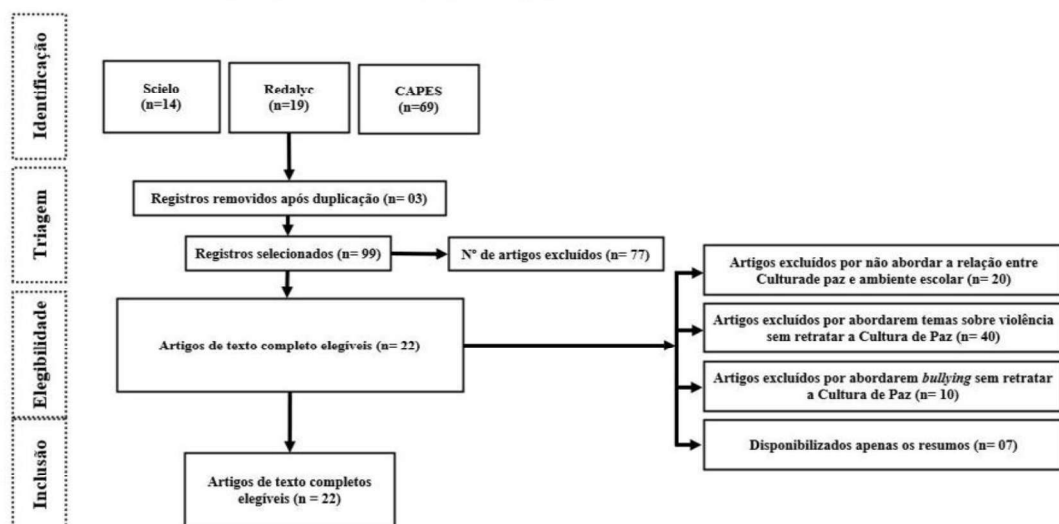 Identificação
Scielo
(n=14)
Redalyc
(n=19)
CAPES
(n=69)
Triagem
Registros removidos após duplicação (n= 03)
Registros selecionados (n= 99)
Nº de artigos excluídos (n= 77)
Elegibilidade
Artigos de texto completo elegíveis (n= 22)
Artigos excluídos por não abordar a relação entre
Culturade paz e ambiente escolar (n= 20)
Artigos excluídos por abordarem temas sobre violência
sem retratar a Cultura de Paz (n= 40)
Artigos excluídos por abordarem bullying sem retratar
a Cultura de Paz (n= 10)
Disponibilizados apenas os resumos (n= 07)
Inclusão
Artigos de texto completos
elegíveis (n = 22)